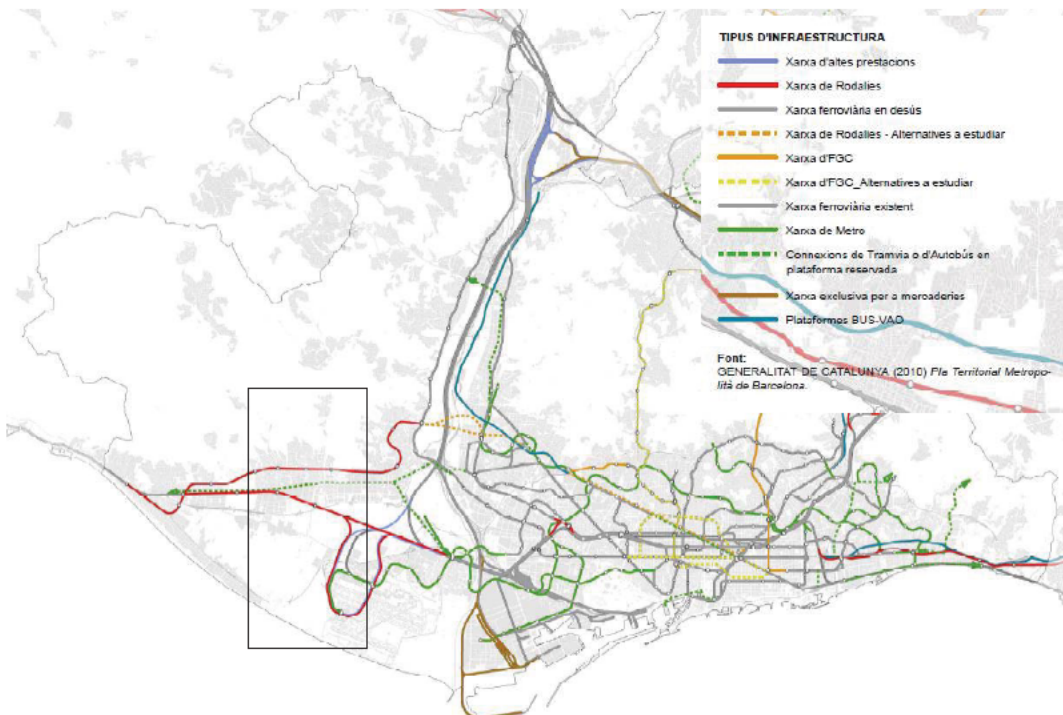 TIPUS D'INFRAESTRUCTURA
Xarxa d'altes prestacions
Xarxa de Rodalies
Xarxa ferroviària en desús
Xarxa de Rodalies - Alternatives a estudiar
Xarxa d'FGC
Xarxa d'FGC_Alternatives a estudiar
Xarxa ferroviària existent
Xarxa de Metro
Connexions de Tramvia o d'Autobús en
plataforma reservada
Xarxa exclusiva per a mercaderies
Plataformes BUS-VAO
Font:
GENERALITAT DE CATALUNYA (2010) Pla Territorial Metropo-
lità de Barcelona.